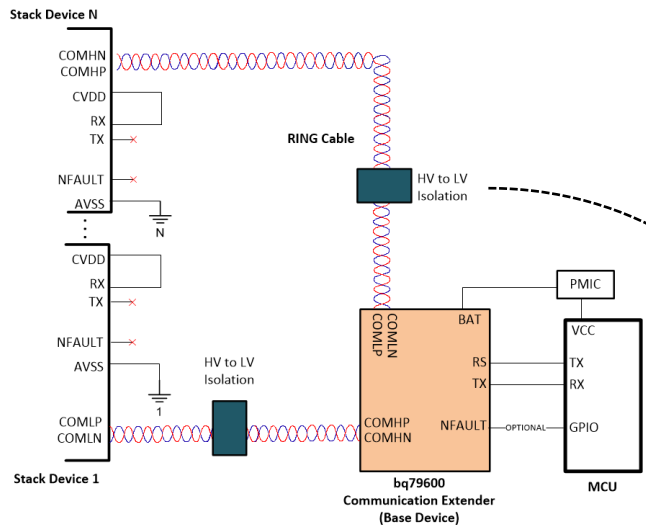 Stack Device N
COMHN
COMHP
CVDD
RX
TX
NFAULT
AVSS
N
RING Cable
HV to LV
Isolation
CVDD
RX
TX
NFAULT
AVSS
1
HV to LV
Isolation
COMLP
COMLN
Stack Device 1
PMIC
COMLN
COMLP
BAT
RS
TX
NFAULT
COMHP
COMHN
OPTIONAL
VCC
TX
RX
GPIO
MCU
bq79600
Communication Extender
(Base Device)